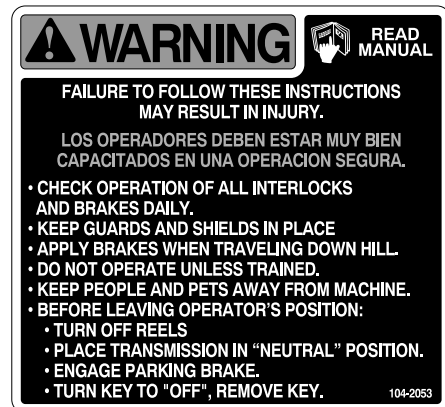 WARNING
READ
MANUAL
FAILURE TO FOLLOW THESE INSTRUCTIONS
MAY RESULT IN INJURY.
LOS OPERADORES DEBEN ESTAR MUY BIEN
CAPACITADOS EN UNA OPERACION SEGURA.
• CHECK OPERATION OF ALL INTERLOCKS
AND BRAKES DAILY.
• KEEP GUARDS AND SHIELDS IN PLACE
• APPLY BRAKES WHEN TRAVELING DOWN HILL.
• DO NOT OPERATE UNLESS TRAINED.
• KEEP PEOPLE AND PETS AWAY FROM MACHINE.
• BEFORE LEAVING OPERATOR'S POSITION:
• TURN OFF REELS
• PLACE TRANSMISSION IN “NEUTRAL” POSITION.
• ENGAGE PARKING BRAKE.
• TURN KEY TO "OFF", REMOVE KEY.
104-2053